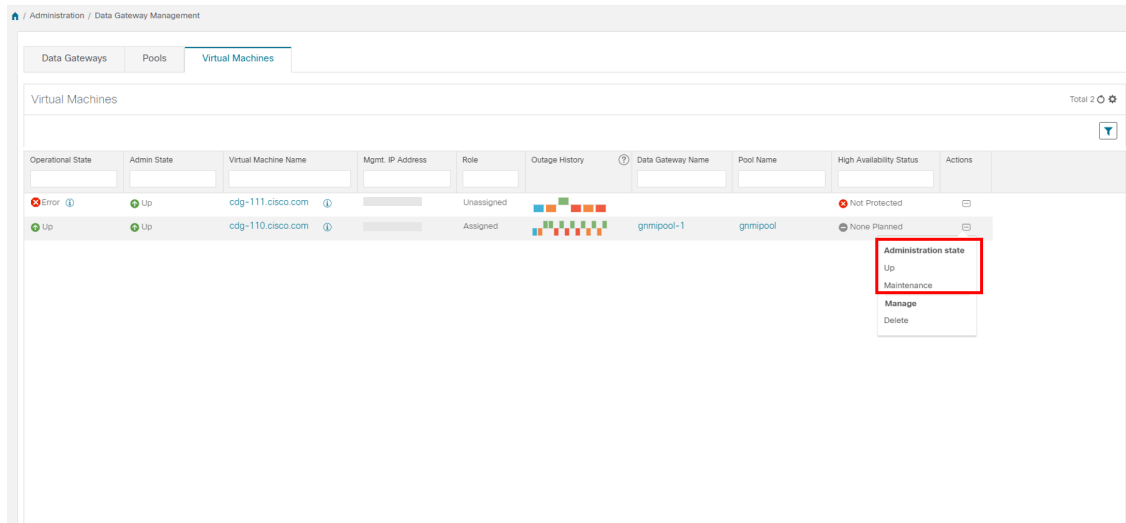 / Administration / Data Gateway Management
Data Gateways Pools Virtual Machines
Virtual Machines Total 2
Operational State Admin State Virtual Machine Name Mgmt. IP Address Role Outage History ? Data Gateway Name Pool Name High Availability Status Actions
Error i Up cdg-111.cisco.com i Unassigned Not Protected
Up Up cdg-110.cisco.com i Assigned gnmipool-1 gnmipool None Planned
Administration state
Up
Maintenance
Manage
Delete